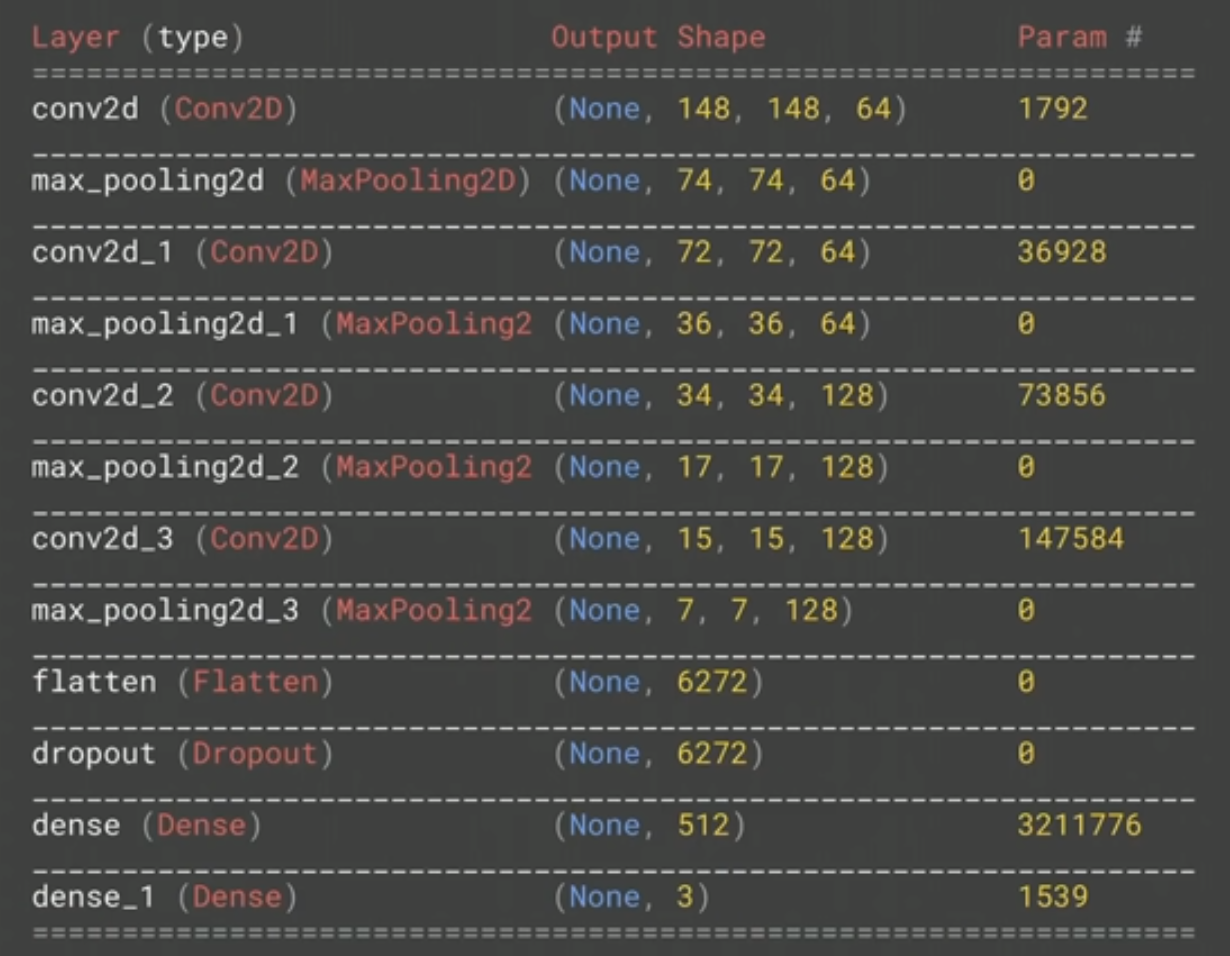 Layer (type) Output Shape Param #
=================================================================
conv2d (Conv2D) (None, 148, 148, 64) 1792
_________________________________________________________________
max_pooling2d (MaxPooling2D) (None, 74, 74, 64) 0
_________________________________________________________________
conv2d_1 (Conv2D) (None, 72, 72, 64) 36928
_________________________________________________________________
max_pooling2d_1 (MaxPooling2 (None, 36, 36, 64) 0
_________________________________________________________________
conv2d_2 (Conv2D) (None, 34, 34, 128) 73856
_________________________________________________________________
max_pooling2d_2 (MaxPooling2 (None, 17, 17, 128) 0
_________________________________________________________________
conv2d_3 (Conv2D) (None, 15, 15, 128) 147584
_________________________________________________________________
max_pooling2d_3 (MaxPooling2 (None, 7, 7, 128) 0
_________________________________________________________________
flatten (Flatten) (None, 6272) 0
_________________________________________________________________
dropout (Dropout) (None, 6272) 0
_________________________________________________________________
dense (Dense) (None, 512) 3211776
_________________________________________________________________
dense_1 (Dense) (None, 3) 1539
=================================================================